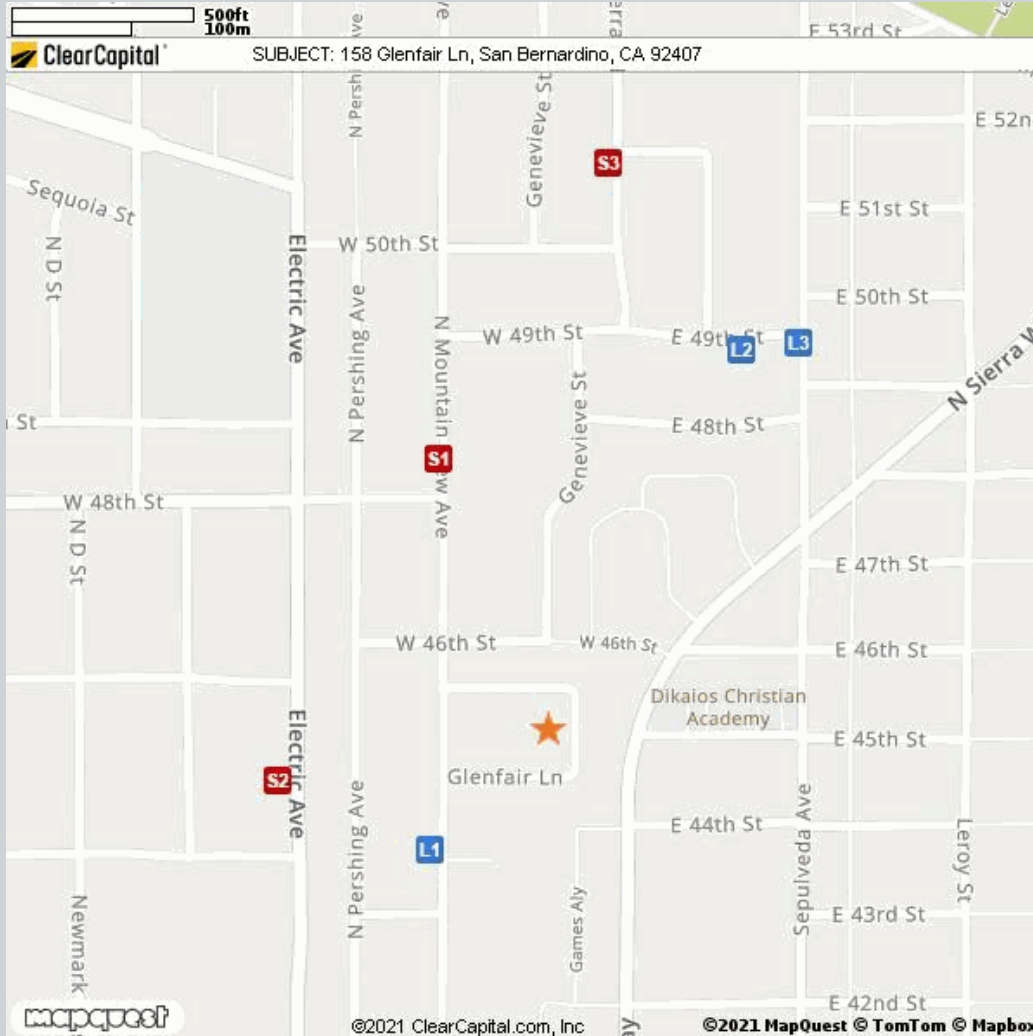 500ft
100m
E 53rd St
ClearCapital
SUBJECT: 158 Glenfair Ln, San Bernardino, CA 92407
N Pershi
Ave
Genevieve St
E 52n
S3
Sequoia St
E 51st St
N D St
Electric Ave
W 50th St
E 50th St
N Pershing Ave
N Mountain
ew Ave
W 49th St
E 49th St
L2
L3
N Sierra
St
Genevieve St
E 48th St
S1
W 48th St
N D St
E 47th St
W 46th St
W 46th St
E 46th St
Dikaios Christian
Academy
Electric Ave
E 45th St
S2
Glenfair Ln
N Pershing Ave
L1
E 44th St
Sepulveda Ave
Leroy St
Newmark
Games Aly
E 43rd St
E 42nd St
mapquest
©2021 ClearCapital.com, Inc
©2021 MapQuest © TomTom © Mapbox